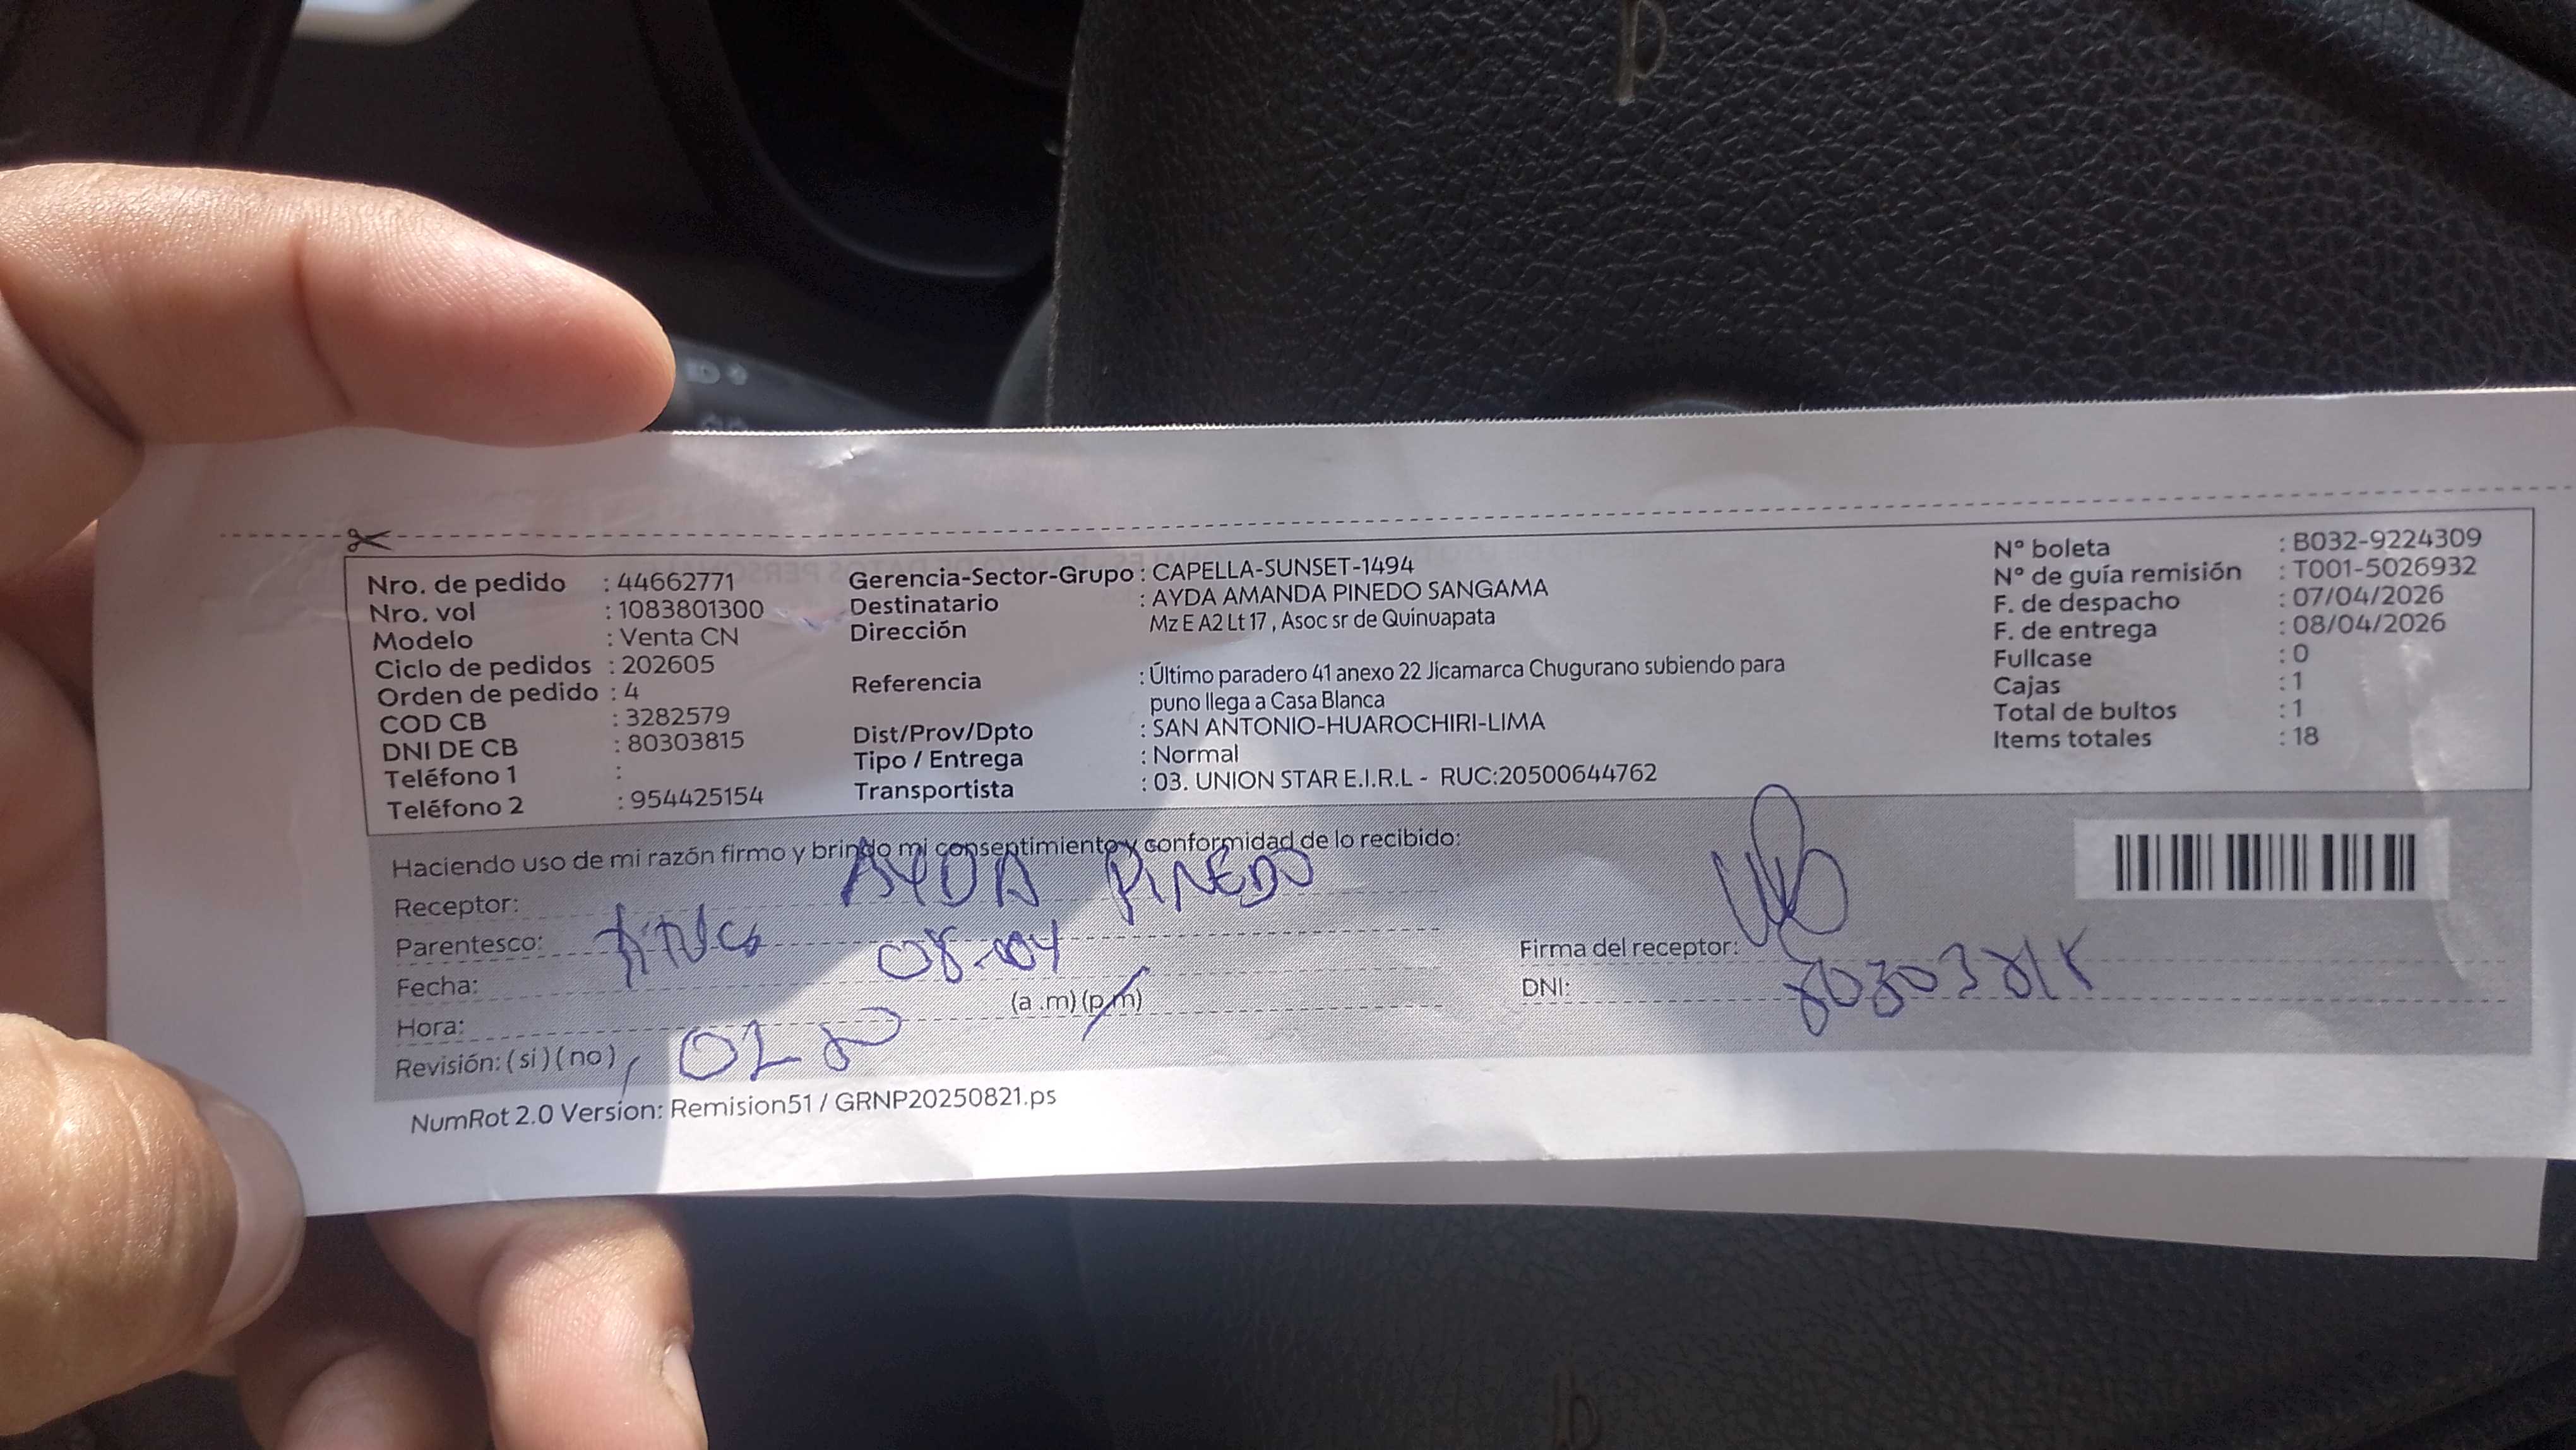 Nro. de pedido : 44662771
Nro. vol : 1083801300
Modelo : Venta CN
Ciclo de pedidos : 202605
Orden de pedido : 4
COD CB : 3282579
DNI DE CB : 80303815
Teléfono 1 :
Teléfono 2 : 954425154
Gerencia-Sector-Grupo : CAPELLA-SUNSET-1494
Destinatario : AYDA AMANDA PINEDO SANGAMA
Dirección Mz E A2 Lt 17 , Asoc sr de Quinuapata
Referencia : Último paradero 41 anexo 22 Jicamarca Chugurano subiendo para
puno llega a Casa Blanca
Dist/Prov/Dpto : SAN ANTONIO-HUAROCHIRI-LIMA
Tipo / Entrega : Normal
Transportista : 03. UNION STAR E.I.R.L - RUC:20500644762
N° boleta : B032-9224309
N° de guía remisión : T001-5026932
F. de despacho : 07/04/2026
F. de entrega : 08/04/2026
Fullcase : 0
Cajas : 1
Total de bultos : 1
Items totales : 18
Haciendo uso de mi razón firmo y brindo mi consentimiento y conformidad de lo recibido:
Receptor: AYDA PINEDO
Parentesco:
Fecha: 08-04
Hora: (a .m) (p.m)
Revisión: ( si ) ( no )
Firma del receptor:
DNI: 80303815
NumRot 2.0 Version: Remision51 / GRNP20250821.ps